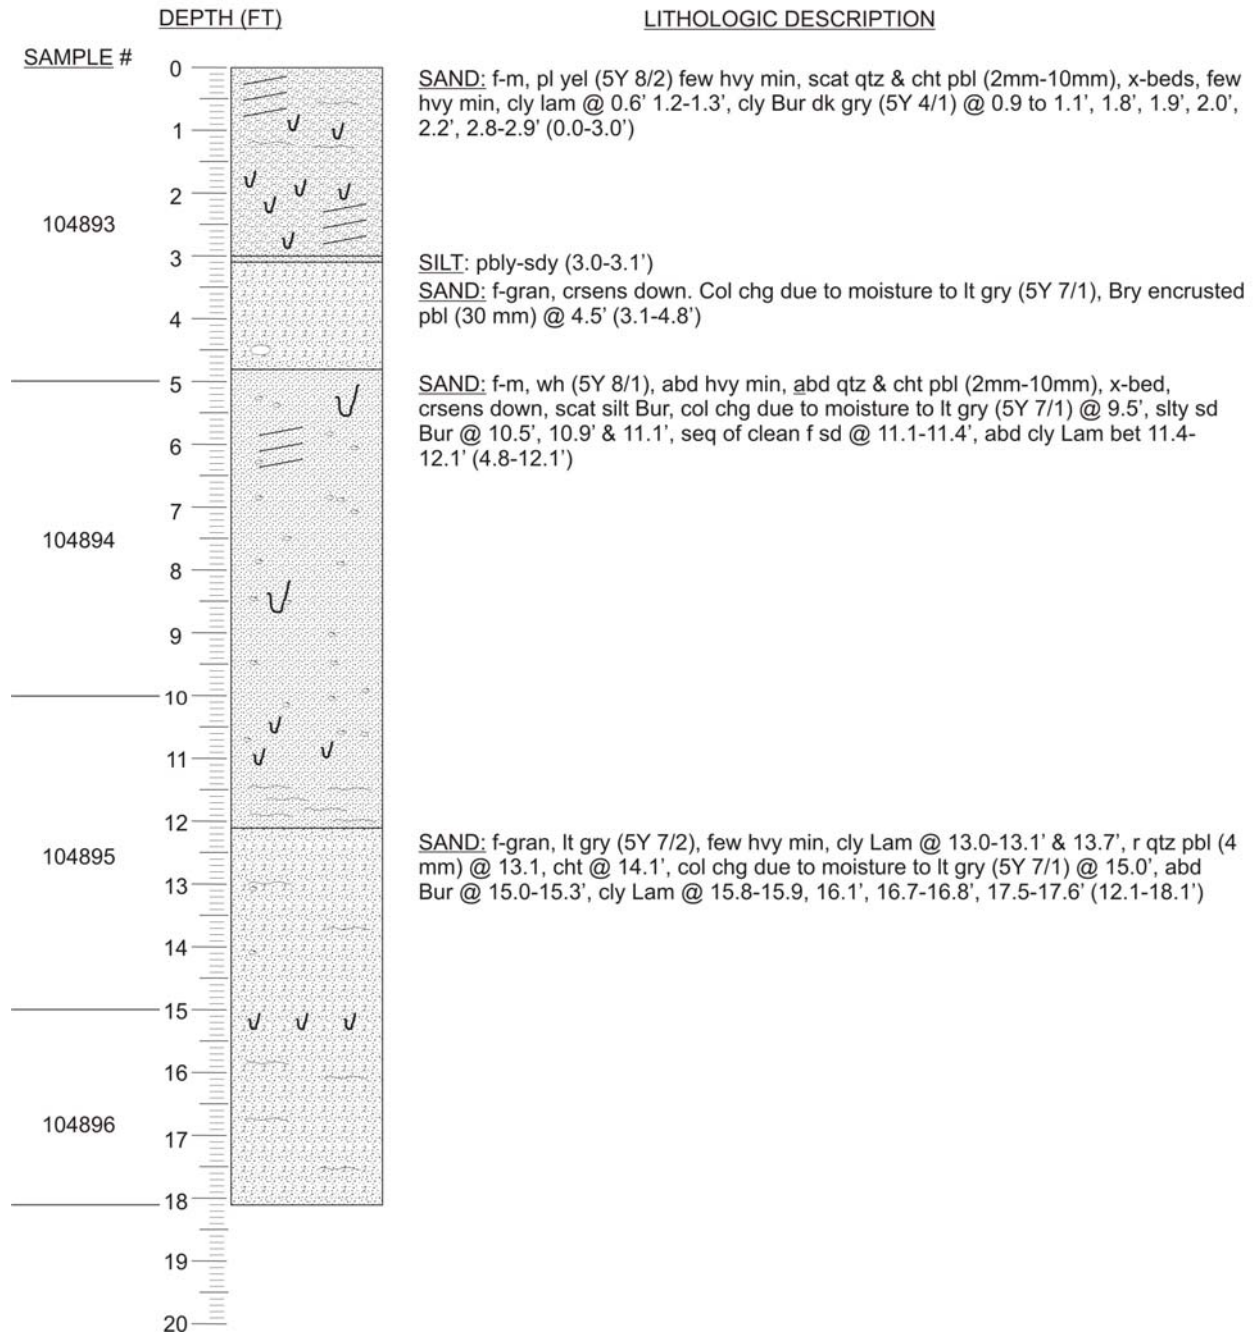 DEPTH (FT)
LITHOLOGIC DESCRIPTION
SAMPLE #
0
SAND: f-m, pl yel (5Y 8/2) few hvy min, scat qtz & cht pbl (2mm-10mm), x-beds, few
hvy min, cly lam @ 0.6’ 1.2-1.3’, cly Bur dk gry (5Y 4/1) @ 0.9 to 1.1’, 1.8’, 1.9’, 2.0’,
2.2’, 2.8-2.9’ (0.0-3.0’)
1
2
104893
3
SILT: pbly-sdy (3.0-3.1’)
SAND: f-gran, crsens down. Col chg due to moisture to lt gry (5Y 7/1), Bry encrusted
pbl (30 mm) @ 4.5’ (3.1-4.8’)
4
5
SAND: f-m, wh (5Y 8/1), abd hvy min, abd qtz & cht pbl (2mm-10mm), x-bed,
crsens down, scat silt Bur, col chg due to moisture to lt gry (5Y 7/1) @ 9.5’, slty sd
Bur @ 10.5’, 10.9’ & 11.1’, seq of clean f sd @ 11.1-11.4’, abd cly Lam bet 11.4-
12.1’ (4.8-12.1’)
6
7
104894
8
9
10
11
12
SAND: f-gran, lt gry (5Y 7/2), few hvy min, cly Lam @ 13.0-13.1’ & 13.7’, r qtz pbl (4
mm) @ 13.1, cht @ 14.1’, col chg due to moisture to lt gry (5Y 7/1) @ 15.0’, abd
Bur @ 15.0-15.3’, cly Lam @ 15.8-15.9, 16.1’, 16.7-16.8’, 17.5-17.6’ (12.1-18.1’)
104895
13
14
15
16
104896
17
18
19
20